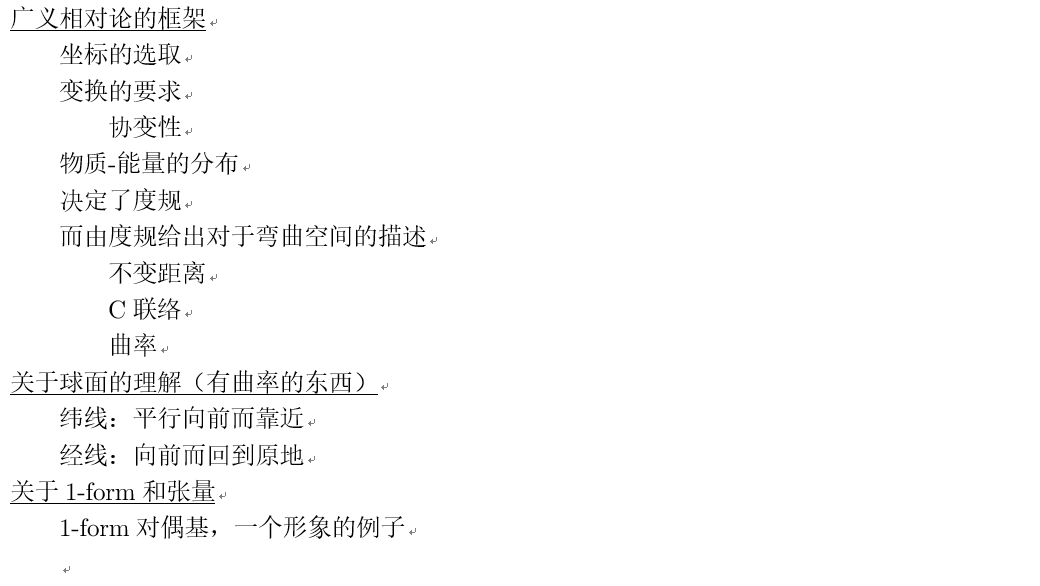 广义相对论的框架
坐标的选取
变换的要求
协变性
物质-能量的分布
决定了度规
而由度规给出对于弯曲空间的描述
不变距离
C 联络
曲率
关于球面的理解（有曲率的东西）
纬线：平行向前而靠近
经线：向前而回到原地
关于 1-form 和张量
1-form 对偶基，一个形象的例子